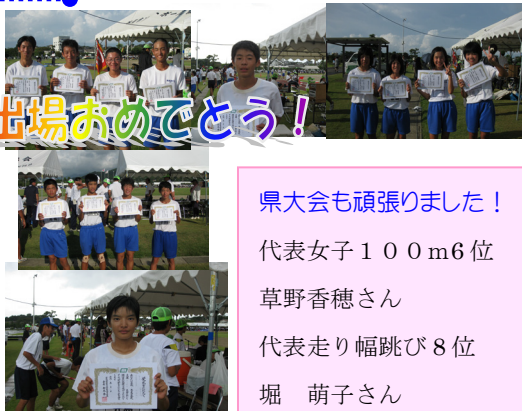 出場おめでとう！
県大会も頑張りました！
代表女子１００m6位
草野香穂さん
代表走り幅跳び８位
堀　萌子さん